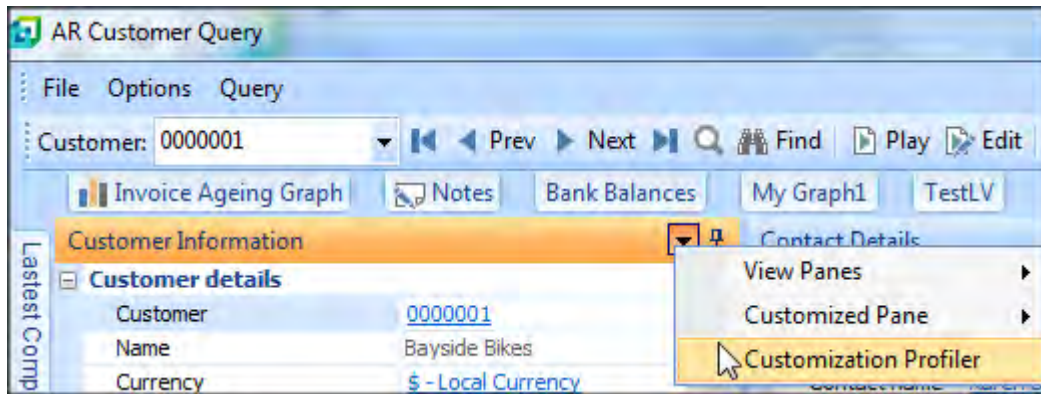 AR Customer Query
File Options Query
Customer: 0000001 Prev Next Find Play Edit
Invoice Ageing Graph Notes Bank Balances My Graph1 TestLV
Customer Information Contact Details
Lastest Comp
Customer details
Customer 0000001
Name Bayside Bikes
Currency $ - Local Currency
View Panes
Customized Pane
Customization Profiler